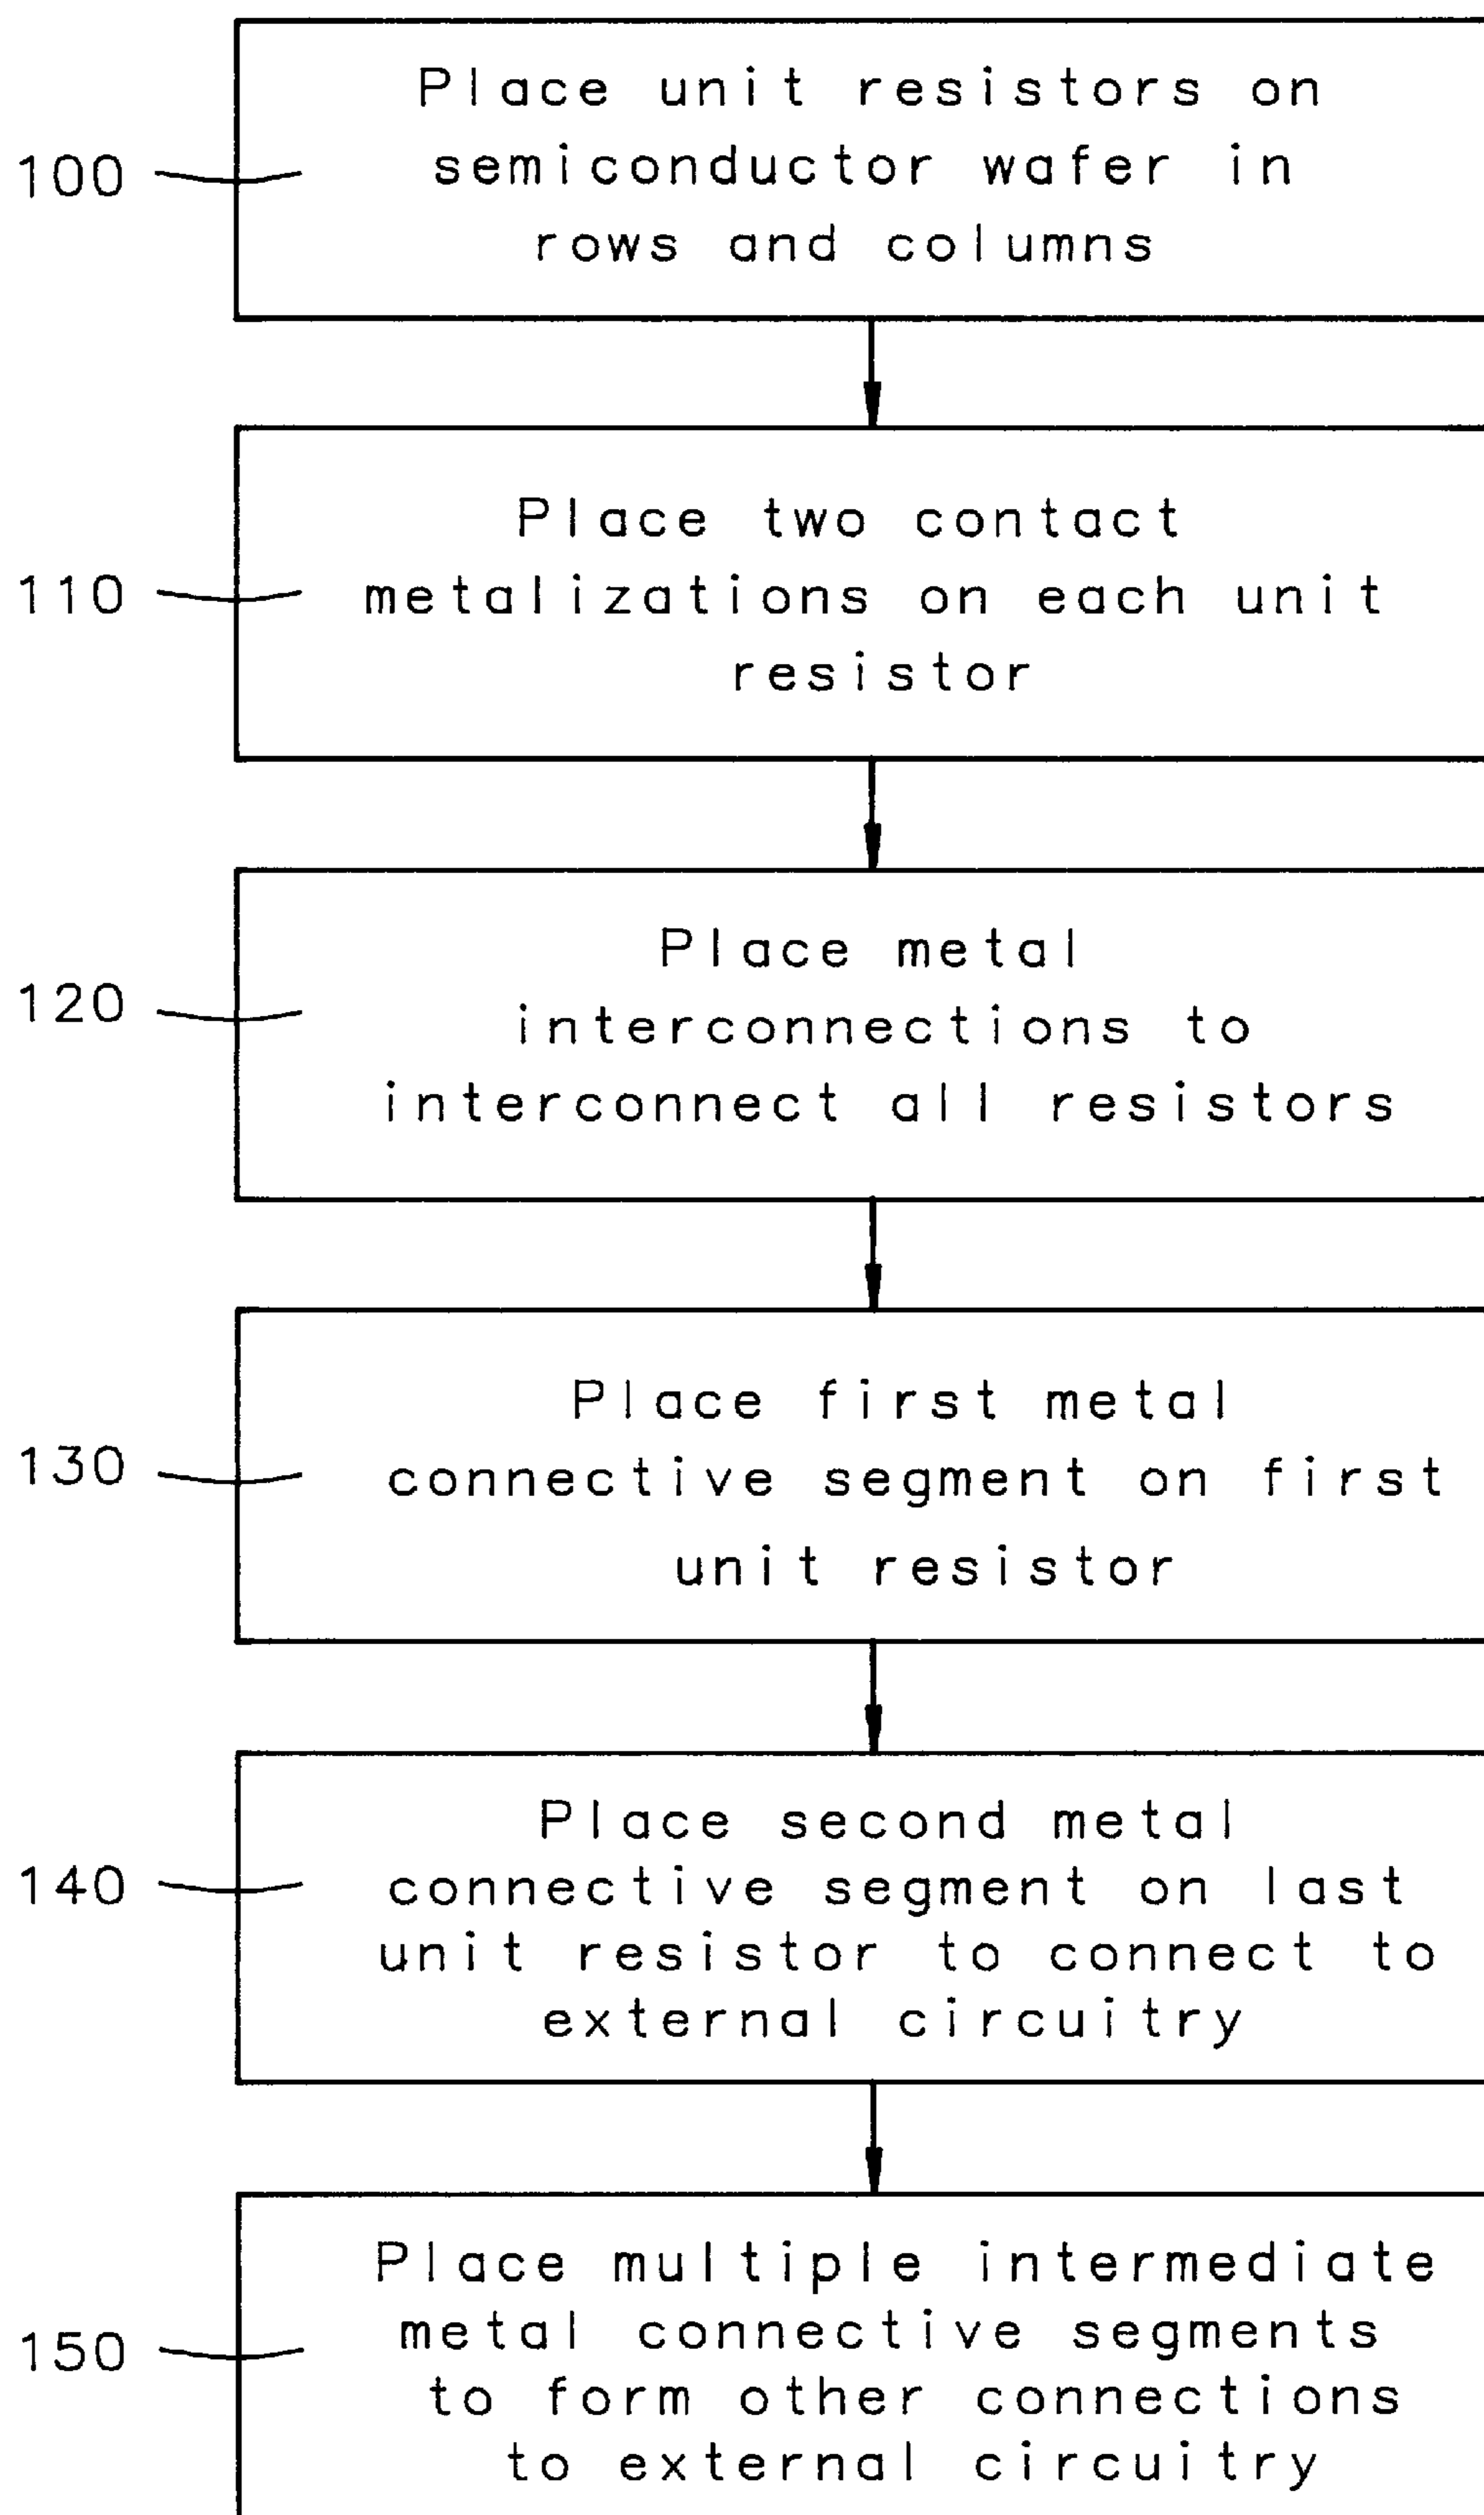 Place unit resistors on
100
semiconductor wafer in
rows and columns
Place two contact
110
metalizations on each unit
resistor
Place metal
120
interconnections to
interconnect all resistors
Place first metal
130
connective segment on first
unit resistor
Place second metal
140
connective segment on last
unit resistor to connect to
external circuitry
Place multiple intermediate
metal connective segments
150
to form other connections
to external circuitry